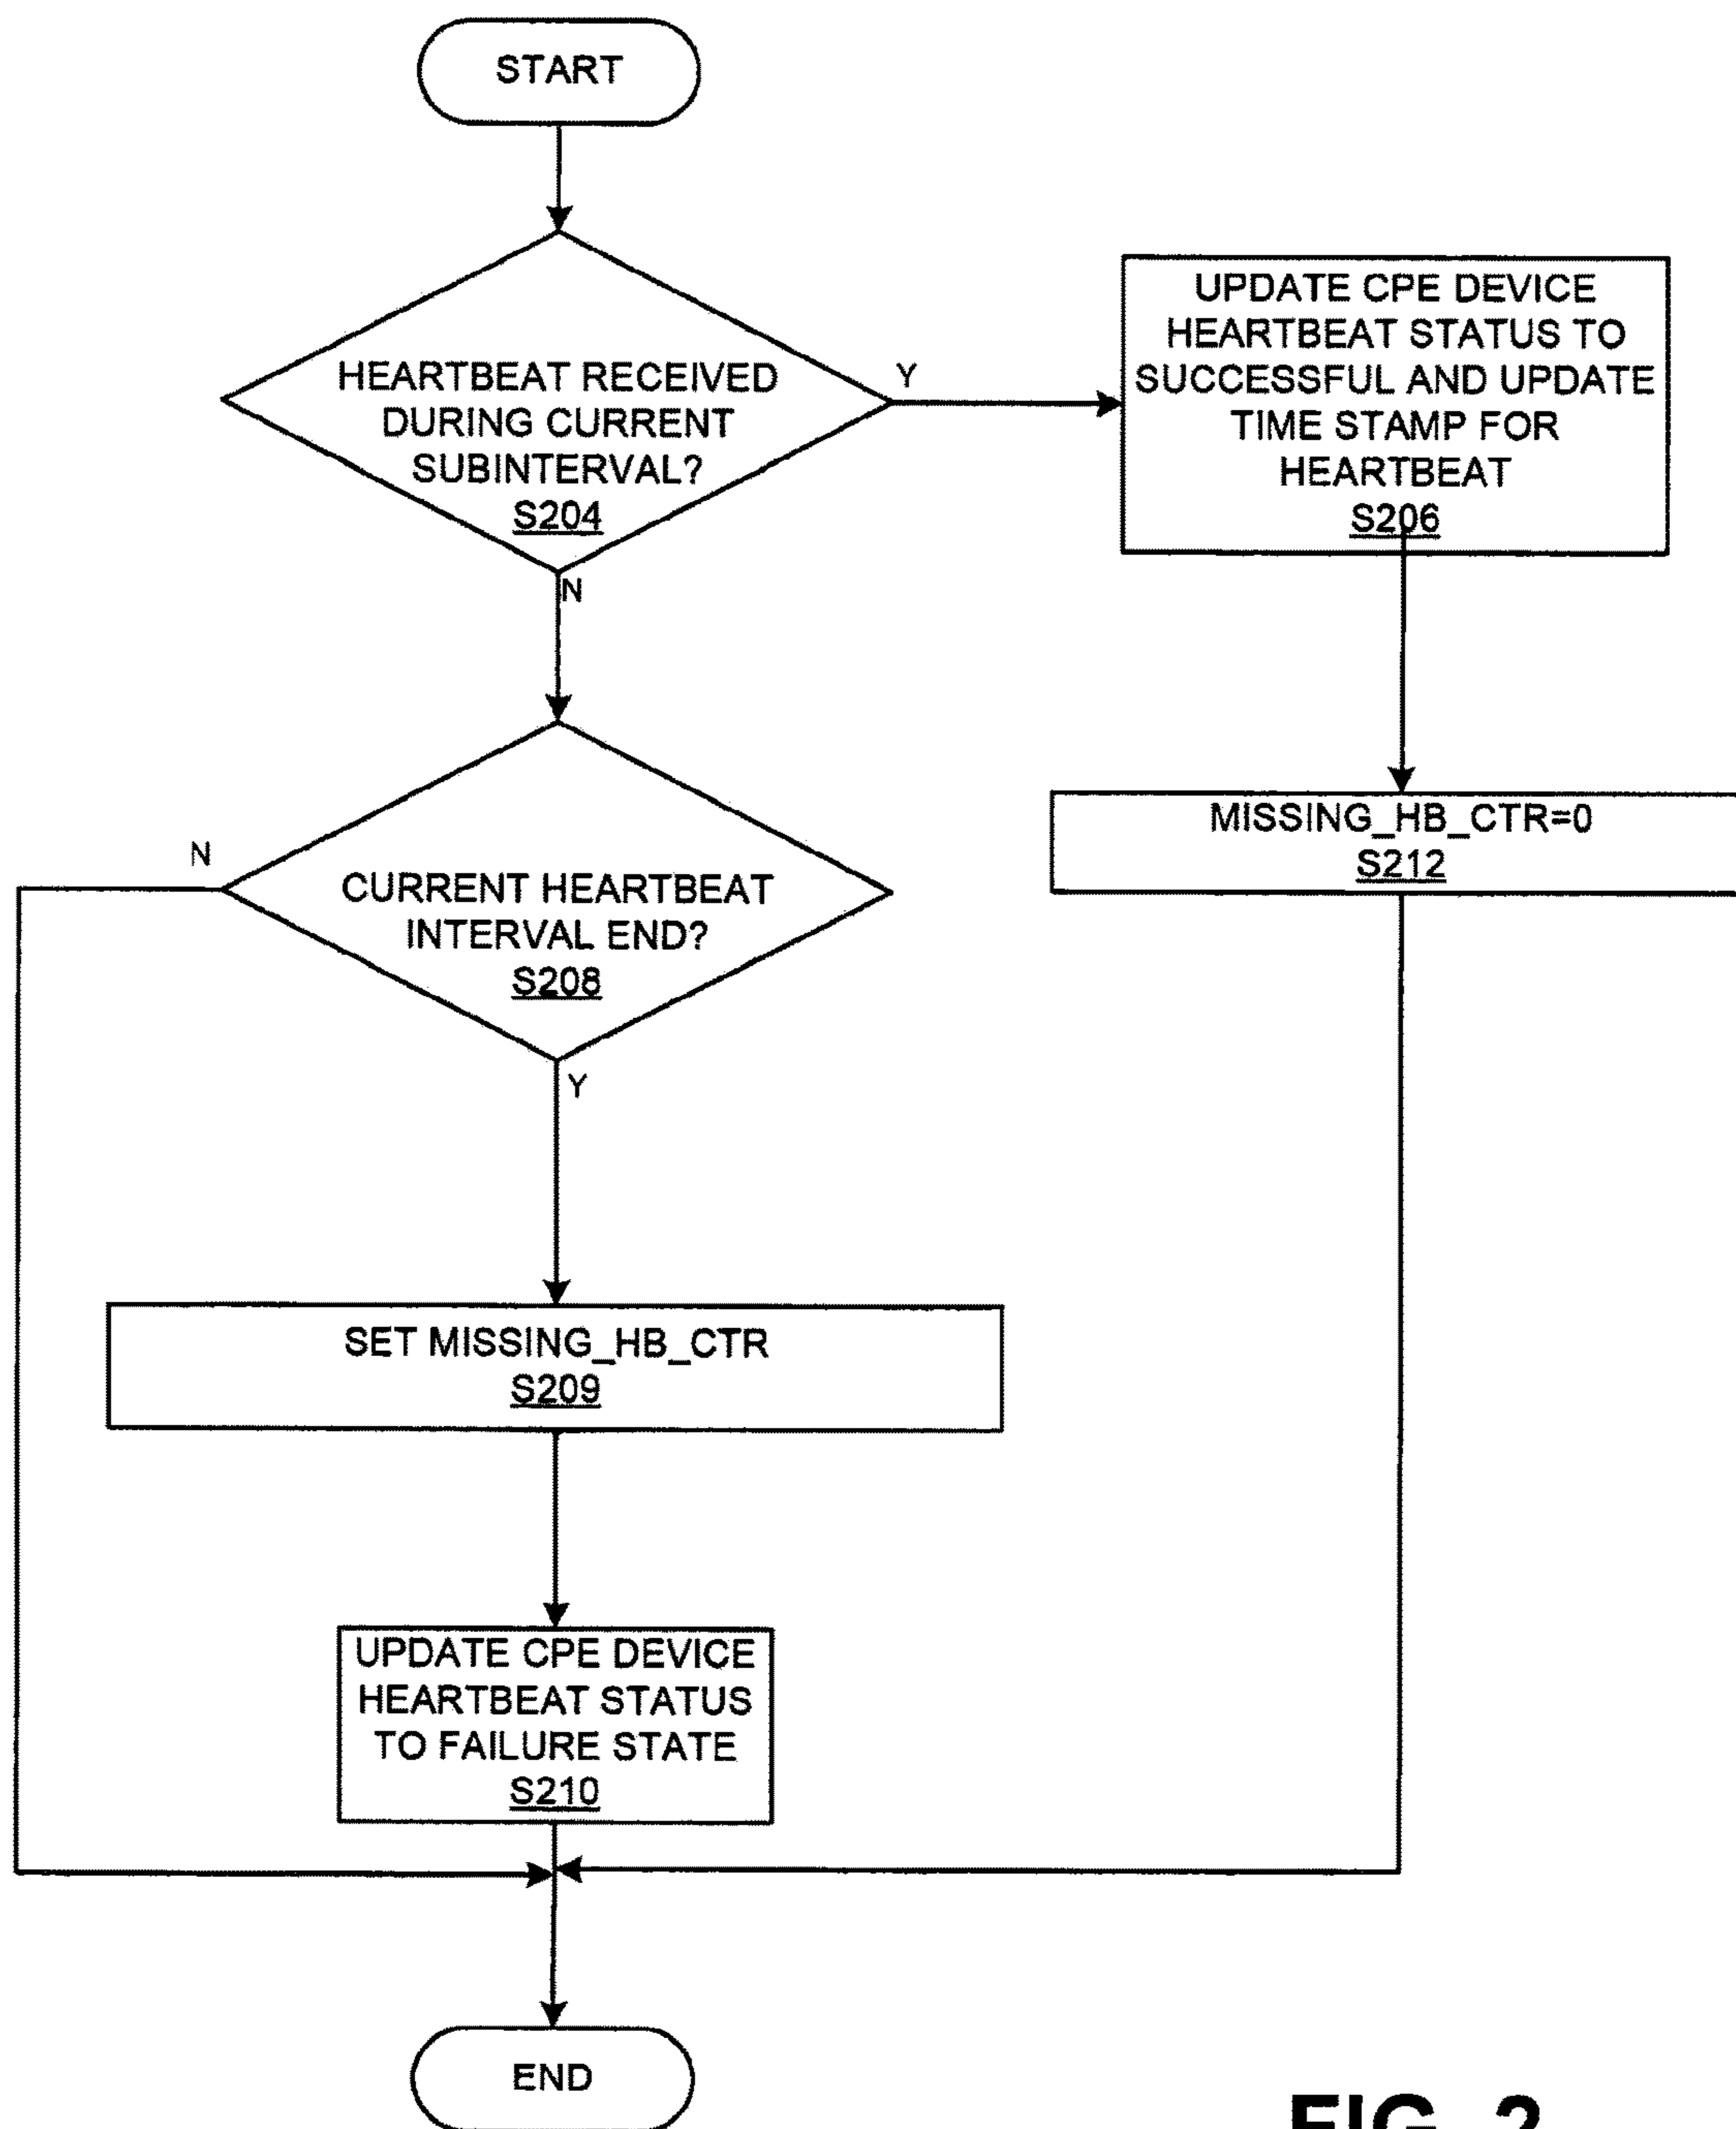 START
HEARTBEAT RECEIVED
DURING CURRENT
SUBINTERVAL?
S204
Y
UPDATE CPE DEVICE
HEARTBEAT STATUS TO
SUCCESSFUL AND UPDATE
TIME STAMP FOR
HEARTBEAT
S206
N
MISSING_HB_CTR=0
S212
N
CURRENT HEARTBEAT
INTERVAL END?
S208
Y
SET MISSING_HB_CTR
S209
UPDATE CPE DEVICE
HEARTBEAT STATUS
TO FAILURE STATE
S210
END
FIG. 2